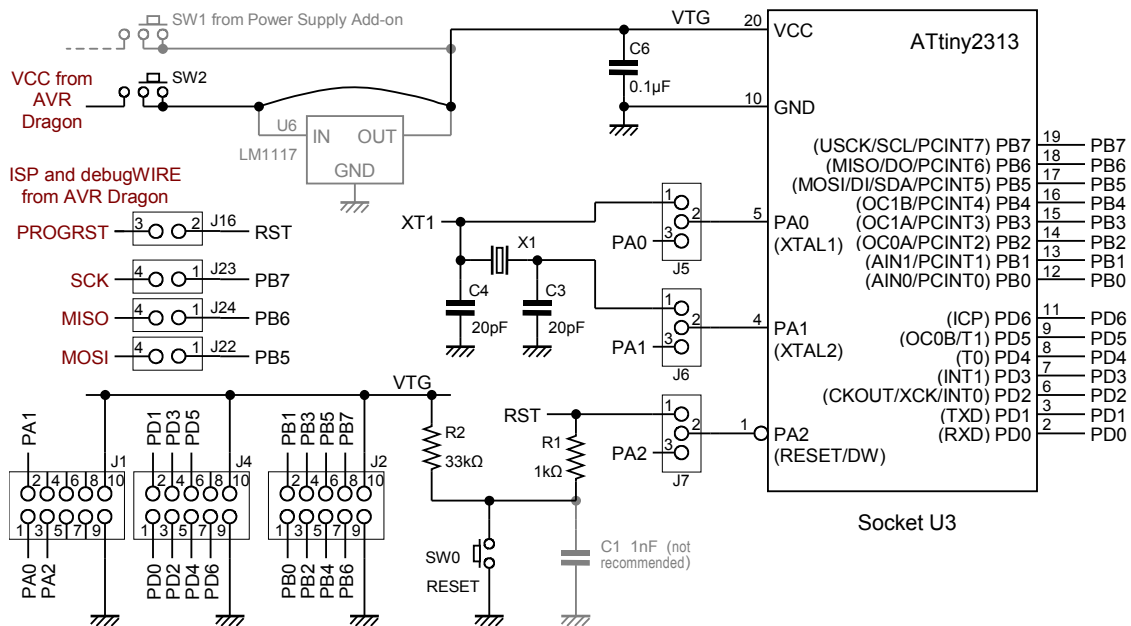 SW1 from Power Supply Add-on
VTG
20
VCC
ATtiny2313
VCC from
AVR
Dragon
SW2
C6
0.1µF
10
GND
U6
IN
OUT
LM1117
GND
ISP and debugWIRE
from AVR Dragon
PROGRST
3
2
J16
RST
SCK
4
1
J23
PB7
MISO
4
1
J24
PB6
MOSI
4
1
J22
PB5
XT1
X1
C4
20pF
C3
20pF
1
2
3
PA0
J5
5
PA0
(XTAL1)
1
2
3
PA1
J6
4
PA1
(XTAL2)
(USCK/SCL/PCINT7) PB7
19
PB7
(MISO/DO/PCINT6) PB6
18
PB6
(MOSI/DI/SDA/PCINT5) PB5
17
PB5
(OC1B/PCINT4) PB4
16
PB4
(OC1A/PCINT3) PB3
15
PB3
(OC0A/PCINT2) PB2
14
PB2
(AIN1/PCINT1) PB1
13
PB1
(AIN0/PCINT0) PB0
12
PB0
(ICP) PD6
11
PD6
(OC0B/T1) PD5
9
PD5
(T0) PD4
8
PD4
(INT1) PD3
7
PD3
(CKOUT/XCK/INT0) PD2
6
PD2
(TXD) PD1
3
PD1
(RXD) PD0
2
PD0
VTG
PA1
J1
2 4 6 8 10
1 3 5 7 9
PA0
PA2
PD1
PD3
PD5
J4
2 4 6 8 10
1 3 5 7 9
PD0
PD2
PD4
PD6
PB1
PB3
PB5
PB7
J2
2 4 6 8 10
1 3 5 7 9
PB0
PB2
PB4
PB6
R2
33kΩ
RST
R1
1kΩ
SW0
RESET
C1 1nF (not
recommended)
1
2
3
PA2
J7
1
PA2
(RESET/DW)
Socket U3